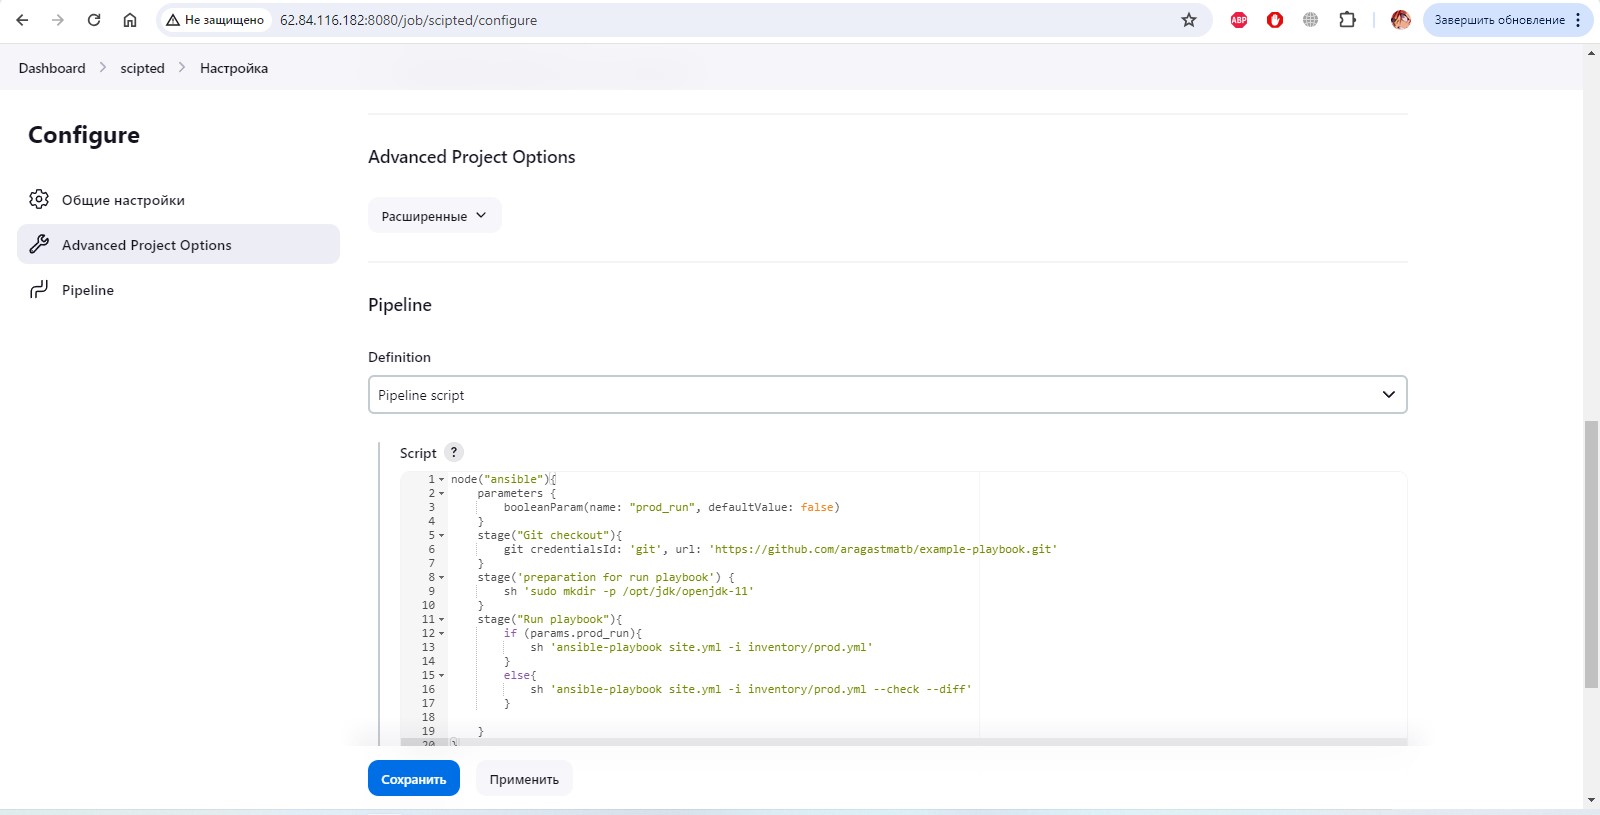 Не защищено
62.84.116.182:8080/job/scipted/configure
ABP
Завершить обновление
Dashboard
scipted
Настройка
Configure
Общие настройки
Advanced Project Options
Pipeline
Advanced Project Options
Расширенные
Pipeline
Definition
Pipeline script
Script ?
1 node("ansible"){
2 parameters {
3 booleanParam(name: "prod_run", defaultValue: false)
4 }
5 stage("Git checkout"){
6 git credentialsId: 'git', url: 'https://github.com/aragastmatb/example-playbook.git'
7 }
8 stage('preparation for run playbook') {
9 sh 'sudo mkdir -p /opt/jdk/openjdk-11'
10 }
11 stage("Run playbook"){
12 if (params.prod_run){
13 sh 'ansible-playbook site.yml -i inventory/prod.yml'
14 }
15 else{
16 sh 'ansible-playbook site.yml -i inventory/prod.yml --check --diff'
17 }
18
19 }
20 }
Сохранить
Применить